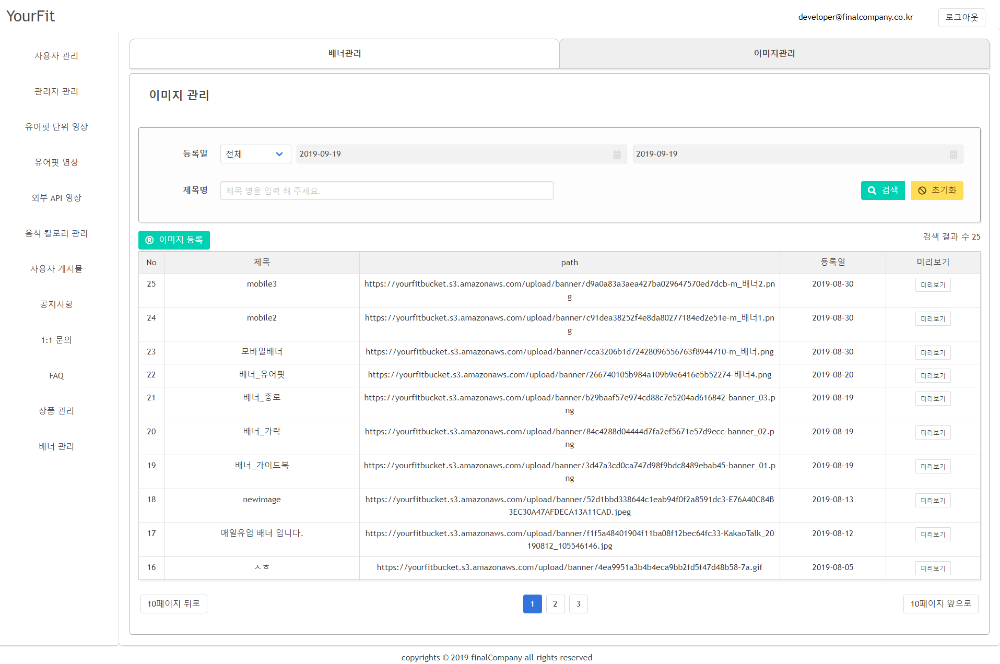 YourFit
developer@finalcompany.co.kr
로그아웃
사용자 관리
관리자 관리
유어핏 단위 영상
유어핏 영상
외부 API 영상
음식 칼로리 관리
사용자 게시물
공지사항
1:1 문의
FAQ
상품 관리
배너 관리
배너관리 이미지관리
이미지 관리
등록일 전체 2019-09-19 2019-09-19
제목명 제목 명을 입력 해 주세요. 검색 초기화
이미지 등록 검색 결과 수 25
No 제목 path 등록일 미리보기
25 mobile3 https://yourfitbucket.s3.amazonaws.com/upload/banner/d9a0a83a3aea427ba029647570ed7dcb-m_배너2.pn 2019-08-30 미리보기
g
24 mobile2 https://yourfitbucket.s3.amazonaws.com/upload/banner/c91dea38252f4e8da80277184ed2e51e-m_배너1.pn 2019-08-30 미리보기
g
23 모바일배너 https://yourfitbucket.s3.amazonaws.com/upload/banner/cca3206b1d72428096556763f8944710-m_배너.png 2019-08-30 미리보기
22 배너_유어핏 https://yourfitbucket.s3.amazonaws.com/upload/banner/266740105b984a109b9e6416e5b52274-배너4.png 2019-08-20 미리보기
21 배너_종로 https://yourfitbucket.s3.amazonaws.com/upload/banner/b29baaf57e974cd88c7e5204ad616842-banner_03.p 2019-08-19 미리보기
ng
20 배너_가락 https://yourfitbucket.s3.amazonaws.com/upload/banner/84c4288d04444d7fa2ef5671e57d9ecc-banner_02.p 2019-08-19 미리보기
ng
19 배너_가이드북 https://yourfitbucket.s3.amazonaws.com/upload/banner/3d47a3cd0ca747d98f9bdc8489ebab45-banner_01.p 2019-08-19 미리보기
ng
18 newimage https://yourfitbucket.s3.amazonaws.com/upload/banner/52d1bbd338644c1eab94f0f2a8591dc3-E76A40C84B 2019-08-13 미리보기
3EC30A47AFDECA13A11CAD.jpeg
17 매일유업 배너 입니다. https://yourfitbucket.s3.amazonaws.com/upload/banner/f1f5a48401904f11ba08f12bec64fc33-KakaoTalk_20 2019-08-12 미리보기
190812_105546146.jpg
16 ㅅㅎ https://yourfitbucket.s3.amazonaws.com/upload/banner/4ea9951a3b4b4eca9bb2fd5f47d48b58-7a.gif 2019-08-05 미리보기
10페이지 뒤로 1 2 3 10페이지 앞으로
copyrights © 2019 finalCompany all rights reserved